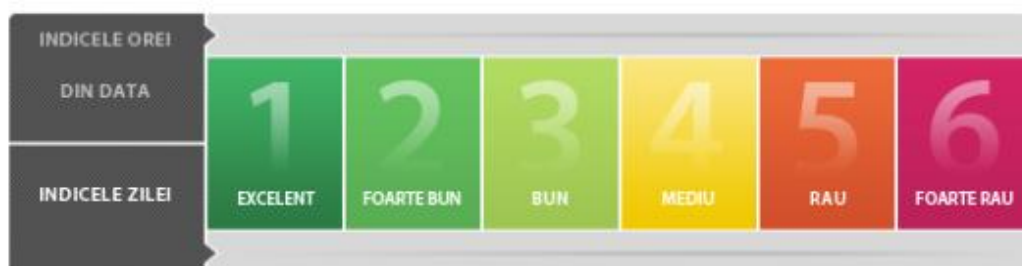 INDICELE OREI
DIN DATA
INDICELE ZILEI
1
EXCELENT
2
FOARTE BUN
3
BUN
4
MEDIU
5
RAU
6
FOARTE RAU